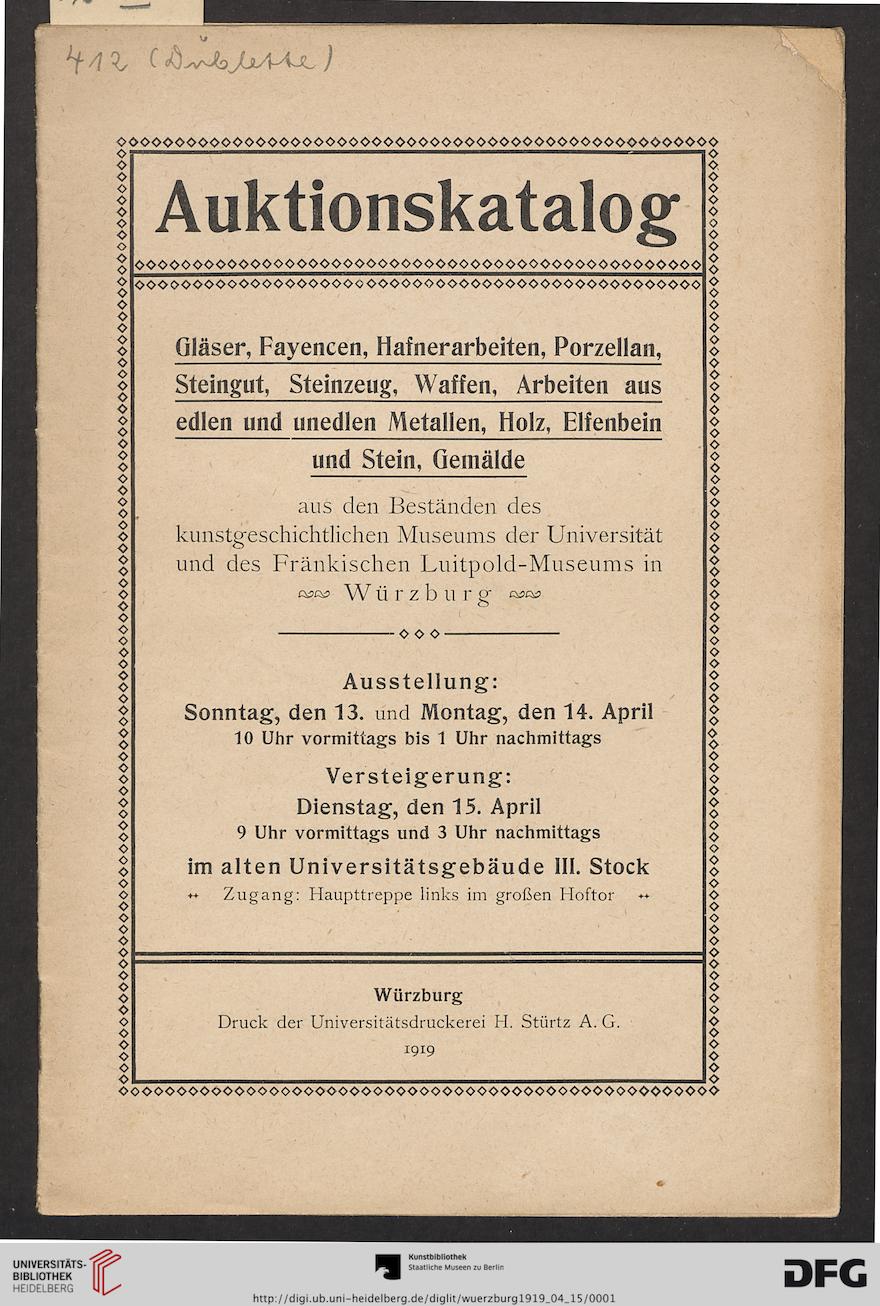 412 (Dublette)
Auktionskatalog
Gläser, Fayencen, Hafnerarbeiten, Porzellan,
Steingut, Steinzeug, Waffen, Arbeiten aus
edlen und unedlen Metallen, Holz, Elfenbein
und Stein, Gemälde
aus den Beständen des
kunstgeschichtlichen Museums der Universität
und des Fränkischen Luitpold-Museums in
Würzburg
Ausstellung:
Sonntag, den 13. und Montag, den 14. April
10 Uhr vormittags bis 1 Uhr nachmittags
Versteigerung:
Dienstag, den 15. April
9 Uhr vormittags und 3 Uhr nachmittags
im alten Universitätsgebäude III. Stock
Zugang: Haupttreppe links im großen Hoftor
Würzburg
Druck der Universitätsdruckerei H. Stürtz A. G.
1919
UNIVERSITÄTS-
BIBLIOTHEK
HEIDELBERG
Kunstbibliothek
Staatliche Museen zu Berlin
DFG
http://digi.ub.uni-heidelberg.de/diglit/wuerzburg1919_04_15/0001